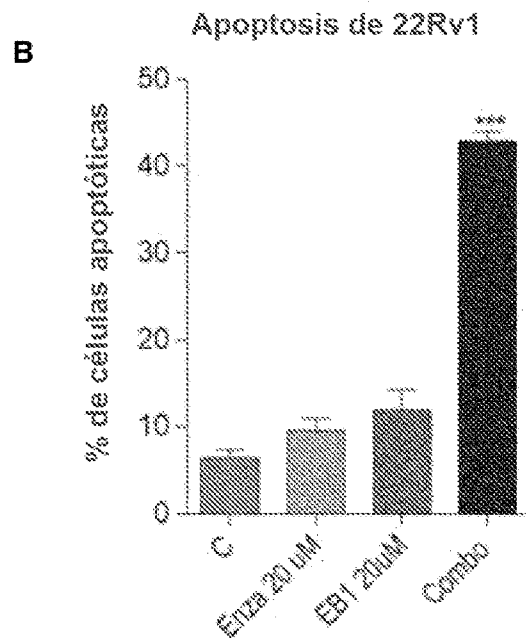 Apoptosis de 22Rv1
B
% de células apoptóticas
50
40
30
20
10
0
***
C
Enza 20 uM
EB1 20uM
Combo